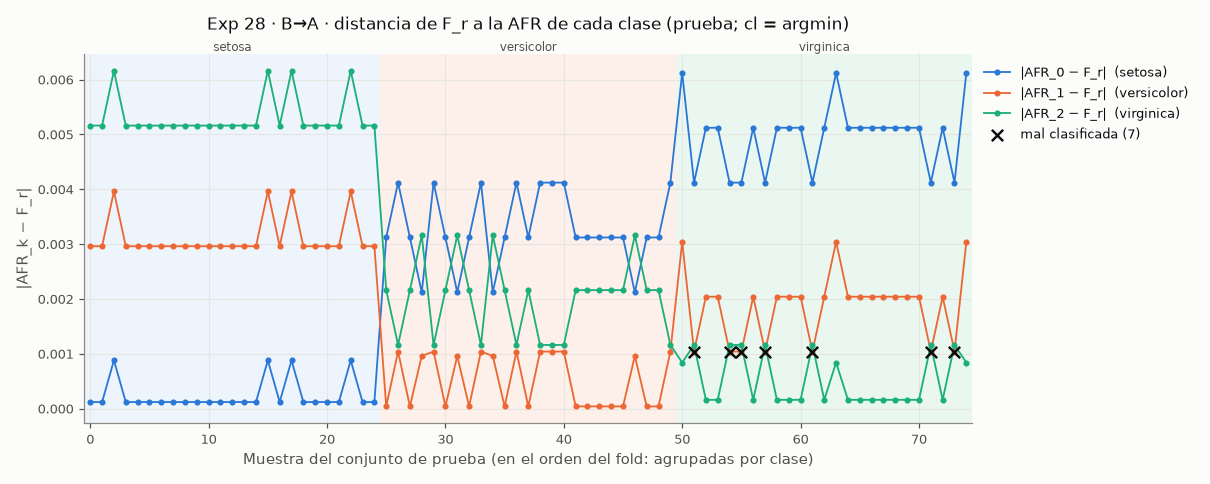 Exp 28 · B→A · distancia de F_r a la AFR de cada clase (prueba; cl = argmin)
setosa
versicolor
virginica
|AFR_0 − F_r| (setosa)
|AFR_1 − F_r| (versicolor)
|AFR_2 − F_r| (virginica)
mal clasificada (7)
|AFR_k − F_r|
0.006
0.005
0.004
0.003
0.002
0.001
0.000
0 10 20 30 40 50 60 70
Muestra del conjunto de prueba (en el orden del fold: agrupadas por clase)